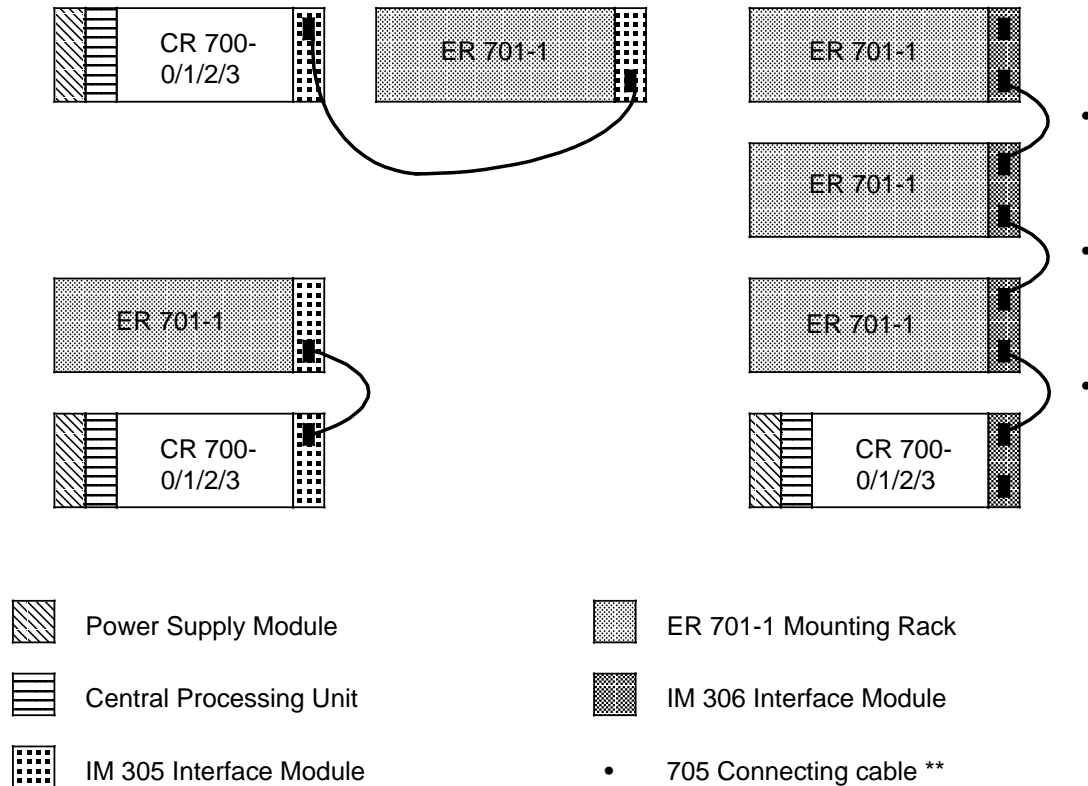 CR 700-
0/1/2/3
ER 701-1
ER 701-1
ER 701-1
ER 701-1
ER 701-1
CR 700-
0/1/2/3
CR 700-
0/1/2/3
Power Supply Module
ER 701-1 Mounting Rack
Central Processing Unit
IM 306 Interface Module
IM 305 Interface Module
• 705 Connecting cable **